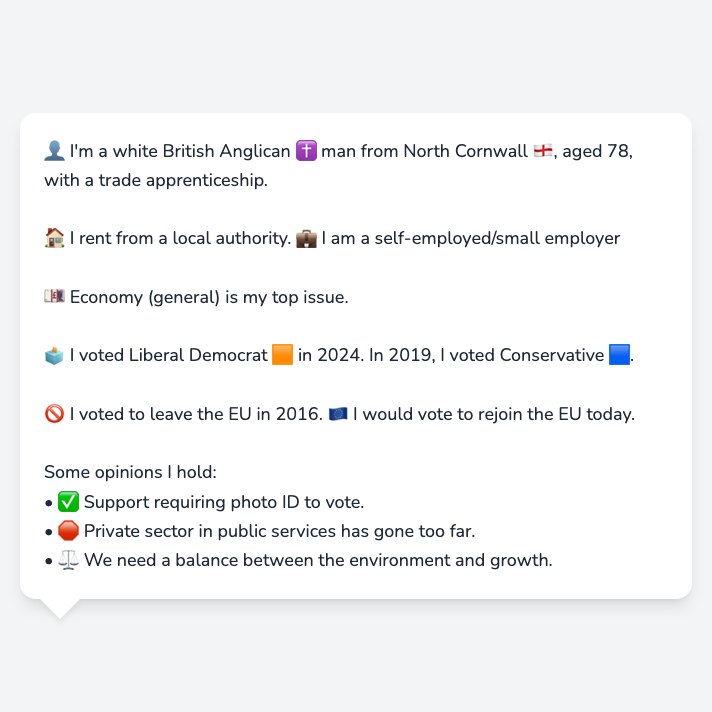 👤 I'm a white British Anglican ✝️ man from North Cornwall 🏴󠁧󠁢󠁥󠁮󠁧󠁿, aged 78,
with a trade apprenticeship.
🏠 I rent from a local authority. 💼 I am a self-employed/small employer
💷 Economy (general) is my top issue.
🗳️ I voted Liberal Democrat 🟧 in 2024. In 2019, I voted Conservative 🟦.
🚫 I voted to leave the EU in 2016. 🇪🇺 I would vote to rejoin the EU today.
Some opinions I hold:
• ✅ Support requiring photo ID to vote.
• 🛑 Private sector in public services has gone too far.
• ⚖️ We need a balance between the environment and growth.